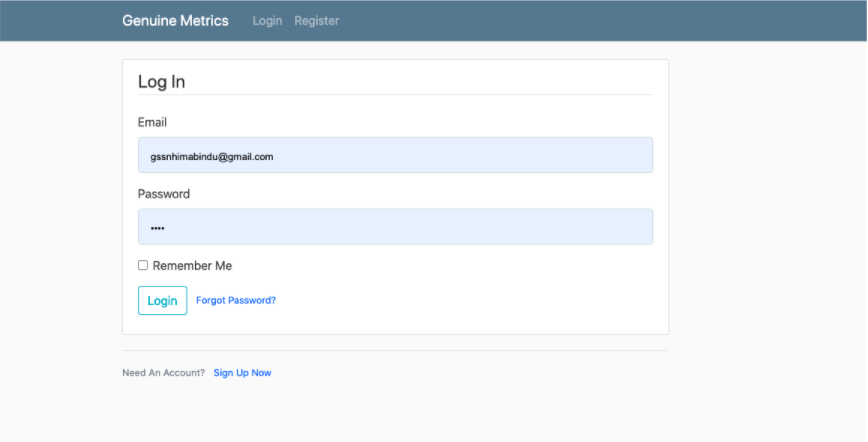 Genuine Metrics Login Register
Log In
Email
gssnhimabindu@gmail.com
Password
••••
Remember Me
Login Forgot Password?
Need An Account? Sign Up Now